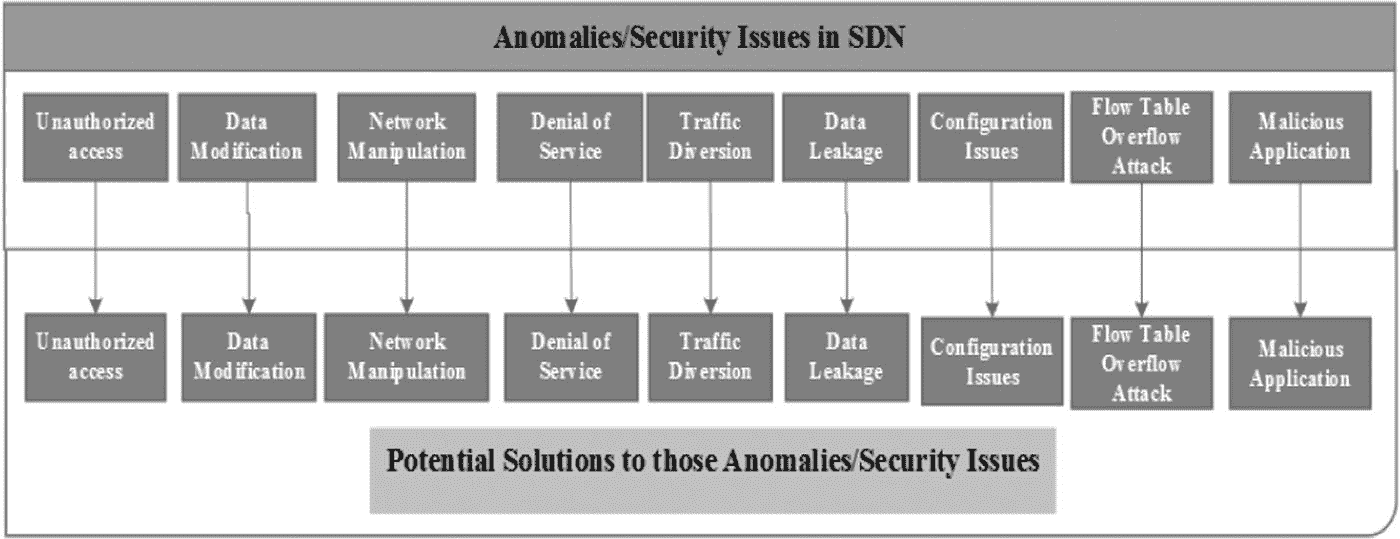 Anomalies/Security Issues in SDN
Unauthorized
access
Data
Modification
Network
Manipulation
Denial of
Service
Traffic
Diversion
Data
Leakage
Configuration
Issues
Flow Table
Overflow
Attack
Malicious
Application
Unauthorized
access
Data
Modification
Network
Manipulation
Denial of
Service
Traffic
Diversion
Data
Leakage
Configuration
Issues
Flow Table
Overflow
Attack
Malicious
Application
Potential Solutions to those Anomalies/Security Issues